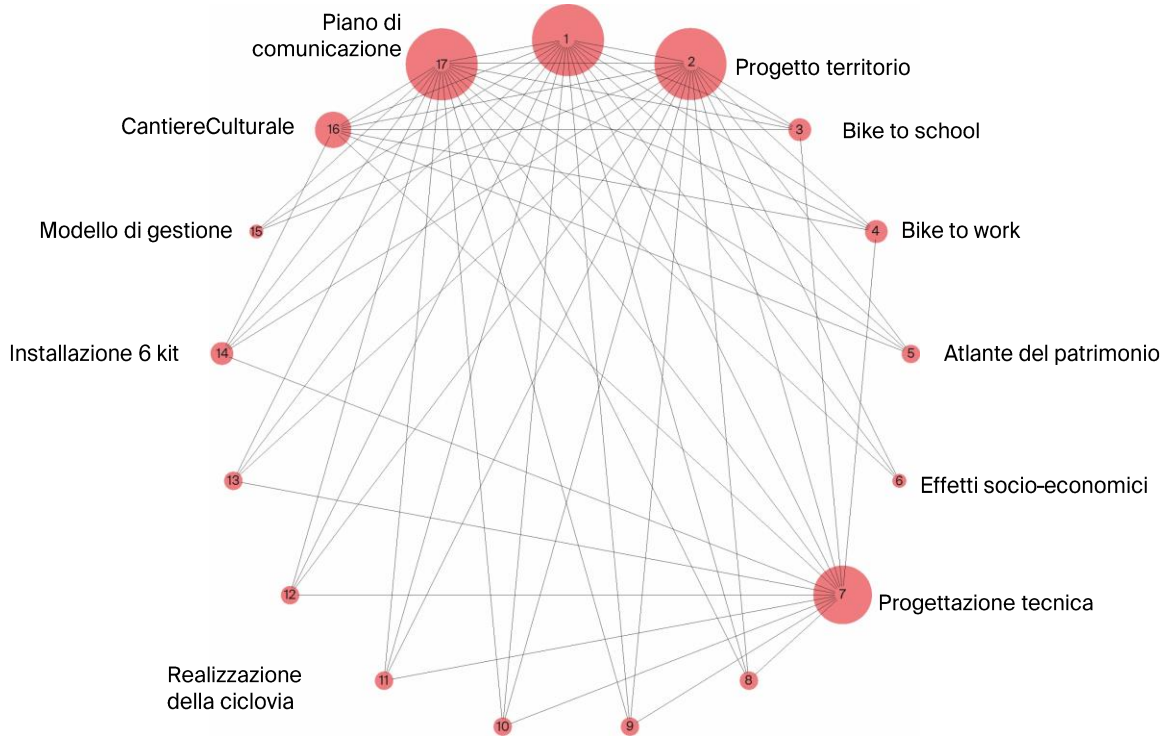 Piano di
comunicazione
1
17
2
Progetto territorio
CantiereCulturale
16
3
Bike to school
Modello di gestione
15
4
Bike to work
Installazione 6 kit
14
5
Atlante del patrimonio
13
6
Effetti socio-economici
12
7
Progettazione tecnica
Realizzazione
della ciclovia
11
8
10
9